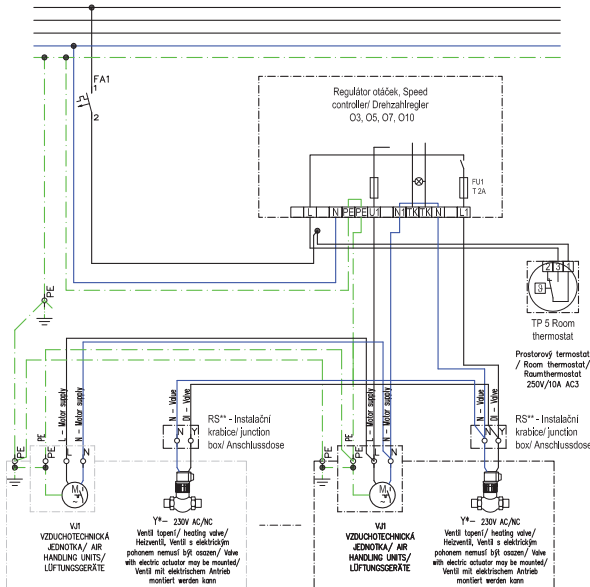 FA1
1
2
Regulátor otáček, Speed
controller/ Drehzahlregler
O3, O5, O7, O10
FU1
T 2A
L N PE PE U1 N1 TK TK N L1
2 3 1
TP 5 Room
thermostat
Prostorový termostat
/ Room thermostat/
Raumthermostat
250V/10A AC3
PE
PE
PE
L - Motor supply
N - Motor supply
N - Valve
DI - Valve
PE
PE
L - Motor supply
N - Motor supply
N - Valve
DI - Valve
RS** - Instalační
krabice/ junction
box/ Anschlussdose
RS** - Instalační
krabice/ junction
box/ Anschlussdose
N Y
N Y
L N
L N
M
~
M
~
VJ1
VZDUCHOTECHNICKÁ
JEDNOTKA/ AIR
HANDLING UNITS/
LÜFTUNGSGERÄTE
Y*- 230V AC/NC
Ventil topení/ heating valve/
Heizventil, Ventil s elektrickým
pohonem nemusí být osazen/ Valve
with electric actuator may be mounted/
Ventil mit elektrischem Antrieb
montiert werden kann
VJ1
VZDUCHOTECHNICKÁ
JEDNOTKA/ AIR
HANDLING UNITS/
LÜFTUNGSGERÄTE
Y*- 230V AC/NC
Ventil topení/ heating valve/
Heizventil, Ventil s elektrickým
pohonem nemusí být osazen/ Valve
with electric actuator may be mounted/
Ventil mit elektrischem Antrieb
montiert werden kann